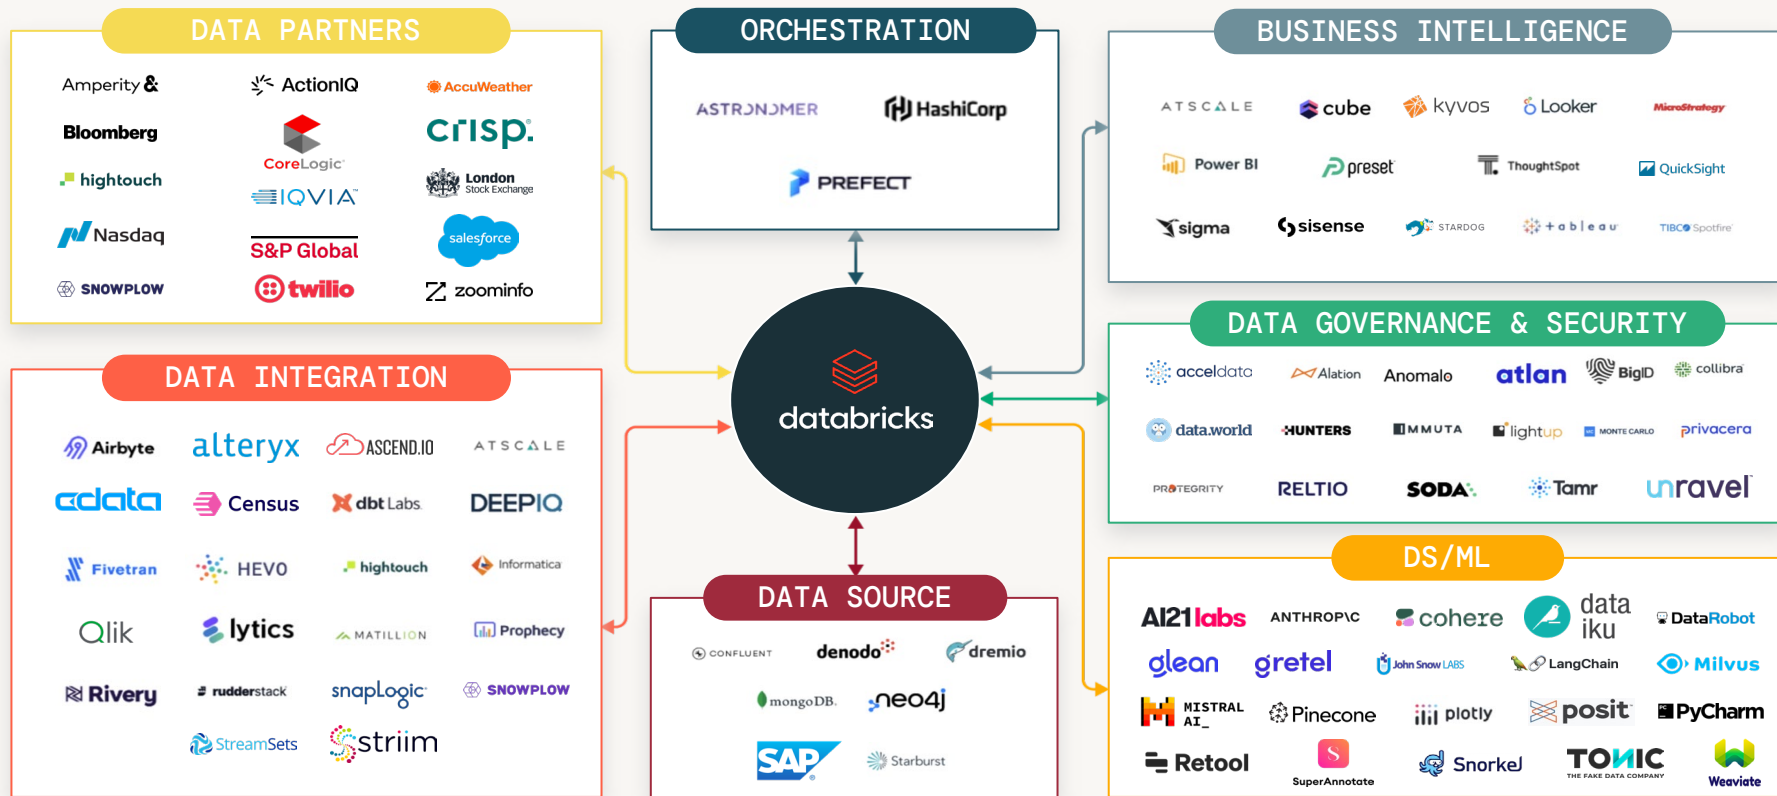 DATA PARTNERS
Amperity &
ActionIQ
AccuWeather
Bloomberg
CoreLogic
crisp.
hightouch
IQVIA
London
Stock Exchange
Nasdaq
S&P Global
salesforce
SNOWPLOW
twilio
zoominfo
ORCHESTRATION
ASTRONOMER
HashiCorp
PREFECT
BUSINESS INTELLIGENCE
ATSCALE
cube
kyvos
Looker
MicroStrategy
Power BI
preset
ThoughtSpot
QuickSight
sigma
sisense
STARDOG
+ableau
TIBCO Spotfire
DATA INTEGRATION
Airbyte
alteryx
ASCEND.IO
ATSCALE
cdata
Census
dbt Labs
DEEPIQ
Fivetran
HEVO
hightouch
Informatica
Qlik
lytics
MATILLION
Prophecy
Rivery
rudderstack
snapLogic
SNOWPLOW
StreamSets
striim
databricks
DATA SOURCE
CONFLUENT
denodo
dremio
mongoDB.
neo4j
SAP
Starburst
DATA GOVERNANCE & SECURITY
acceldata
Alation
Anomalo
atlan
BigID
collibra
data.world
HUNTERS
IMMUTA
lightup
MONTE CARLO
privacera
PROTEGRITY
RELTIO
SODA
Tamr
unravel
DS/ML
AI21labs
ANTHROP\C
cohere
data
iku
DataRobot
glean
gretel
John Snow LABS
LangChain
Milvus
MISTRAL
AI_
Pinecone
plotly
posit
PyCharm
Retool
SuperAnnotate
Snorkel
TONIC
THE FAKE DATA COMPANY
Weaviate